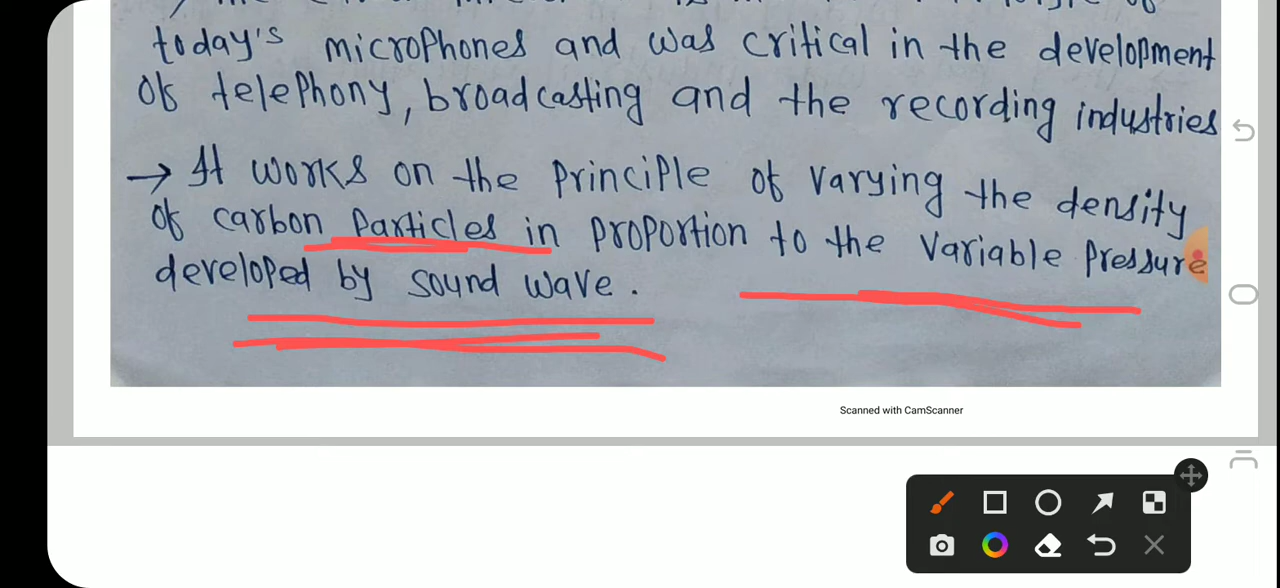 today's microphones and was critical in the development
of telephony, broadcasting and the recording industries
→ It works on the principle of varying the density
of carbon particles in proportion to the variable pressure
developed by sound wave.
Scanned with CamScanner